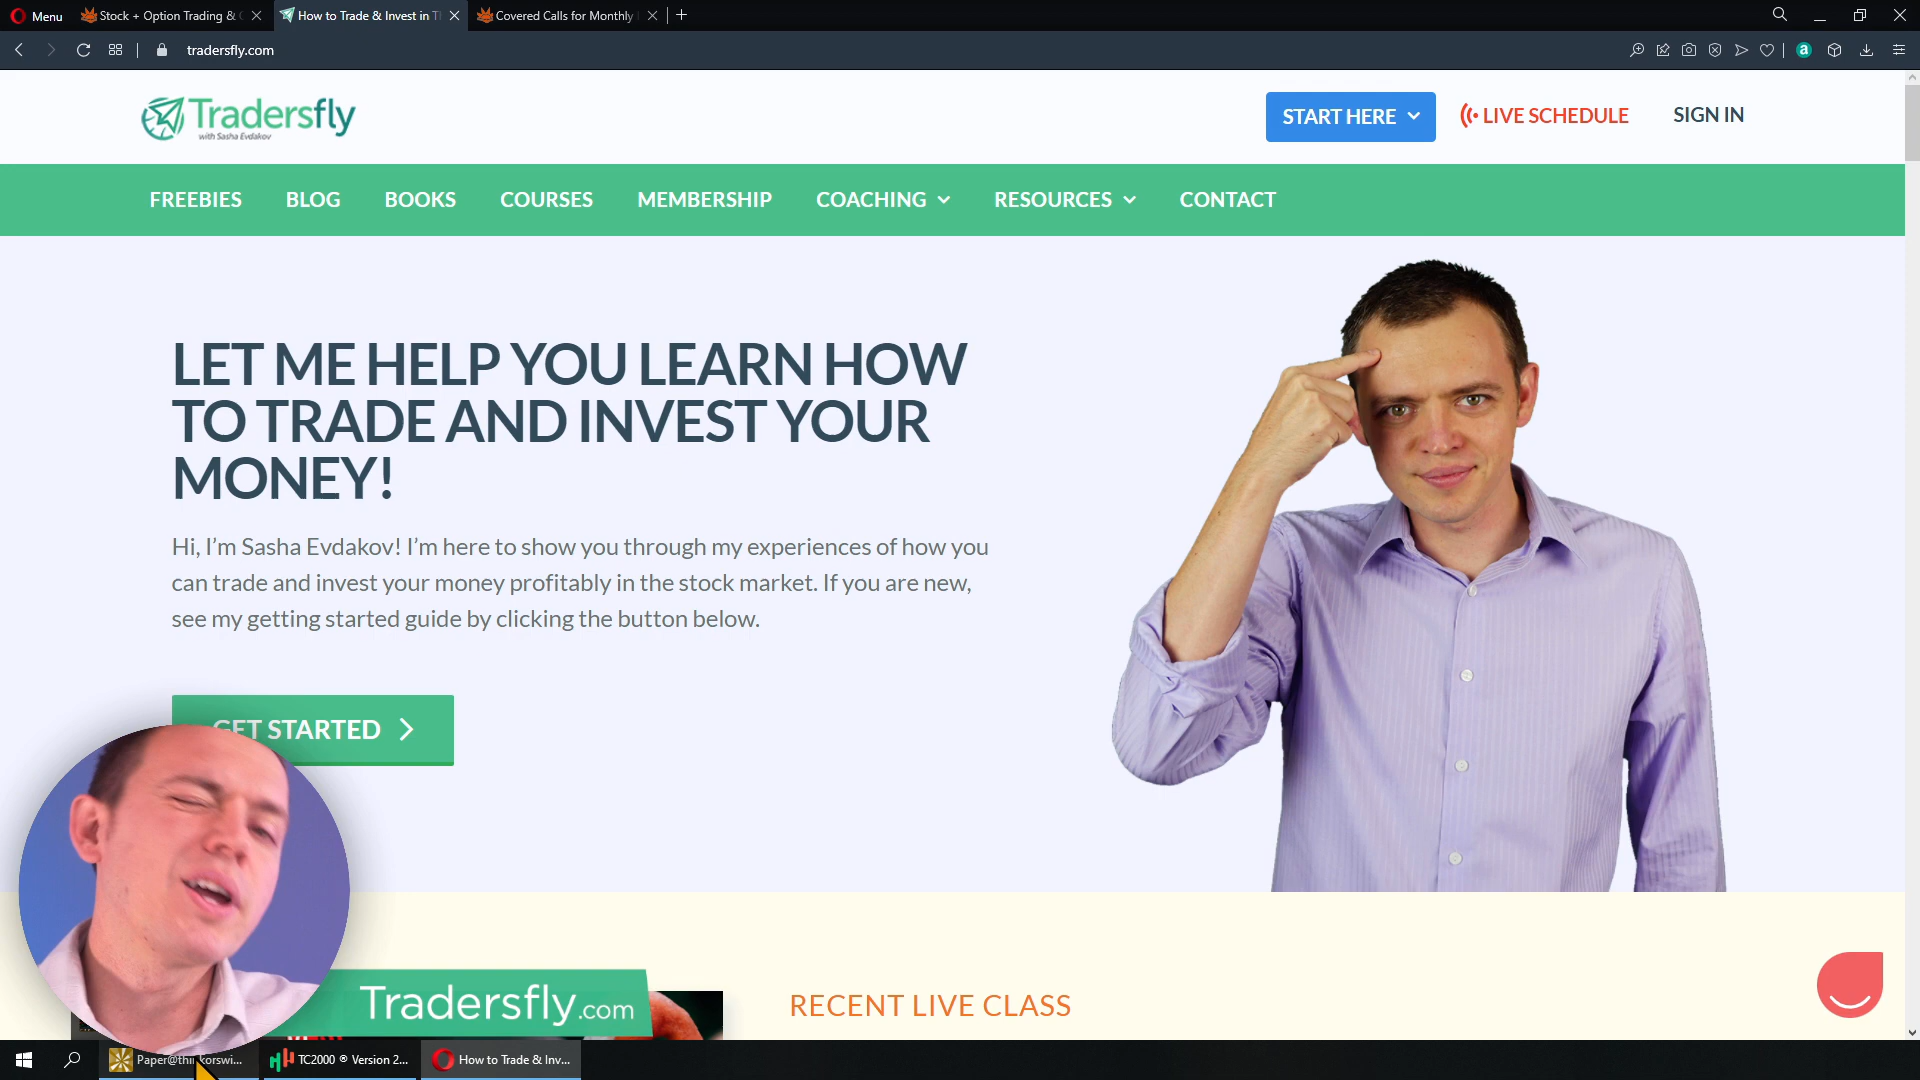 Menu
Stock + Option Trading &
How to Trade & Invest in T
Covered Calls for Monthly
tradersfly.com
Tradersfly
with Sasha Evdakov
START HERE
LIVE SCHEDULE
SIGN IN
FREEBIES
BLOG
BOOKS
COURSES
MEMBERSHIP
COACHING
RESOURCES
CONTACT
LET ME HELP YOU LEARN HOW
TO TRADE AND INVEST YOUR
MONEY!
Hi, I’m Sasha Evdakov! I’m here to show you through my experiences of how you
can trade and invest your money profitably in the stock market. If you are new,
see my getting started guide by clicking the button below.
GET STARTED
Tradersfly.com
RECENT LIVE CLASS
Paper@thinkorswi...
TC2000 ® Version 2...
How to Trade & Inv...